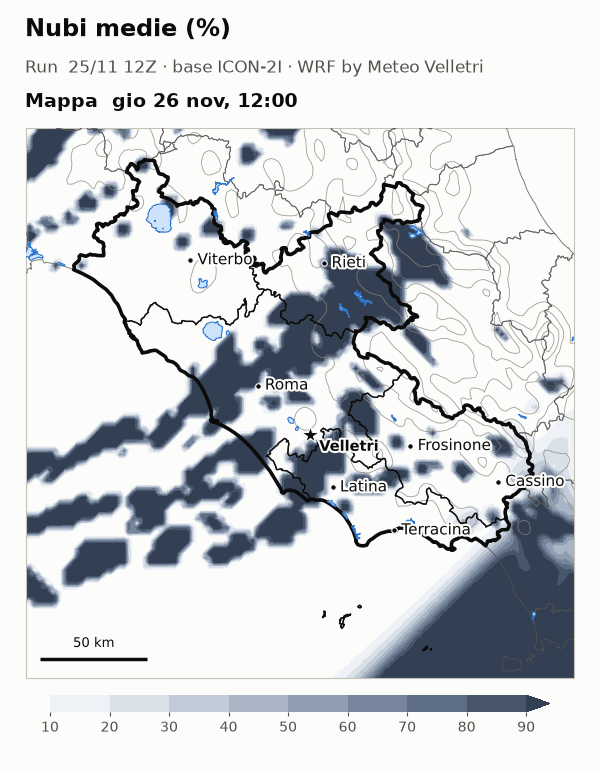 Nubi medie (%)
Run  25/11 12Z · base ICON-2I · WRF by Meteo Velletri
Mappa  gio 26 nov, 12:00
Viterbo
Rieti
Roma
Velletri
Frosinone
Latina
Cassino
Terracina
50 km
10 20 30 40 50 60 70 80 90